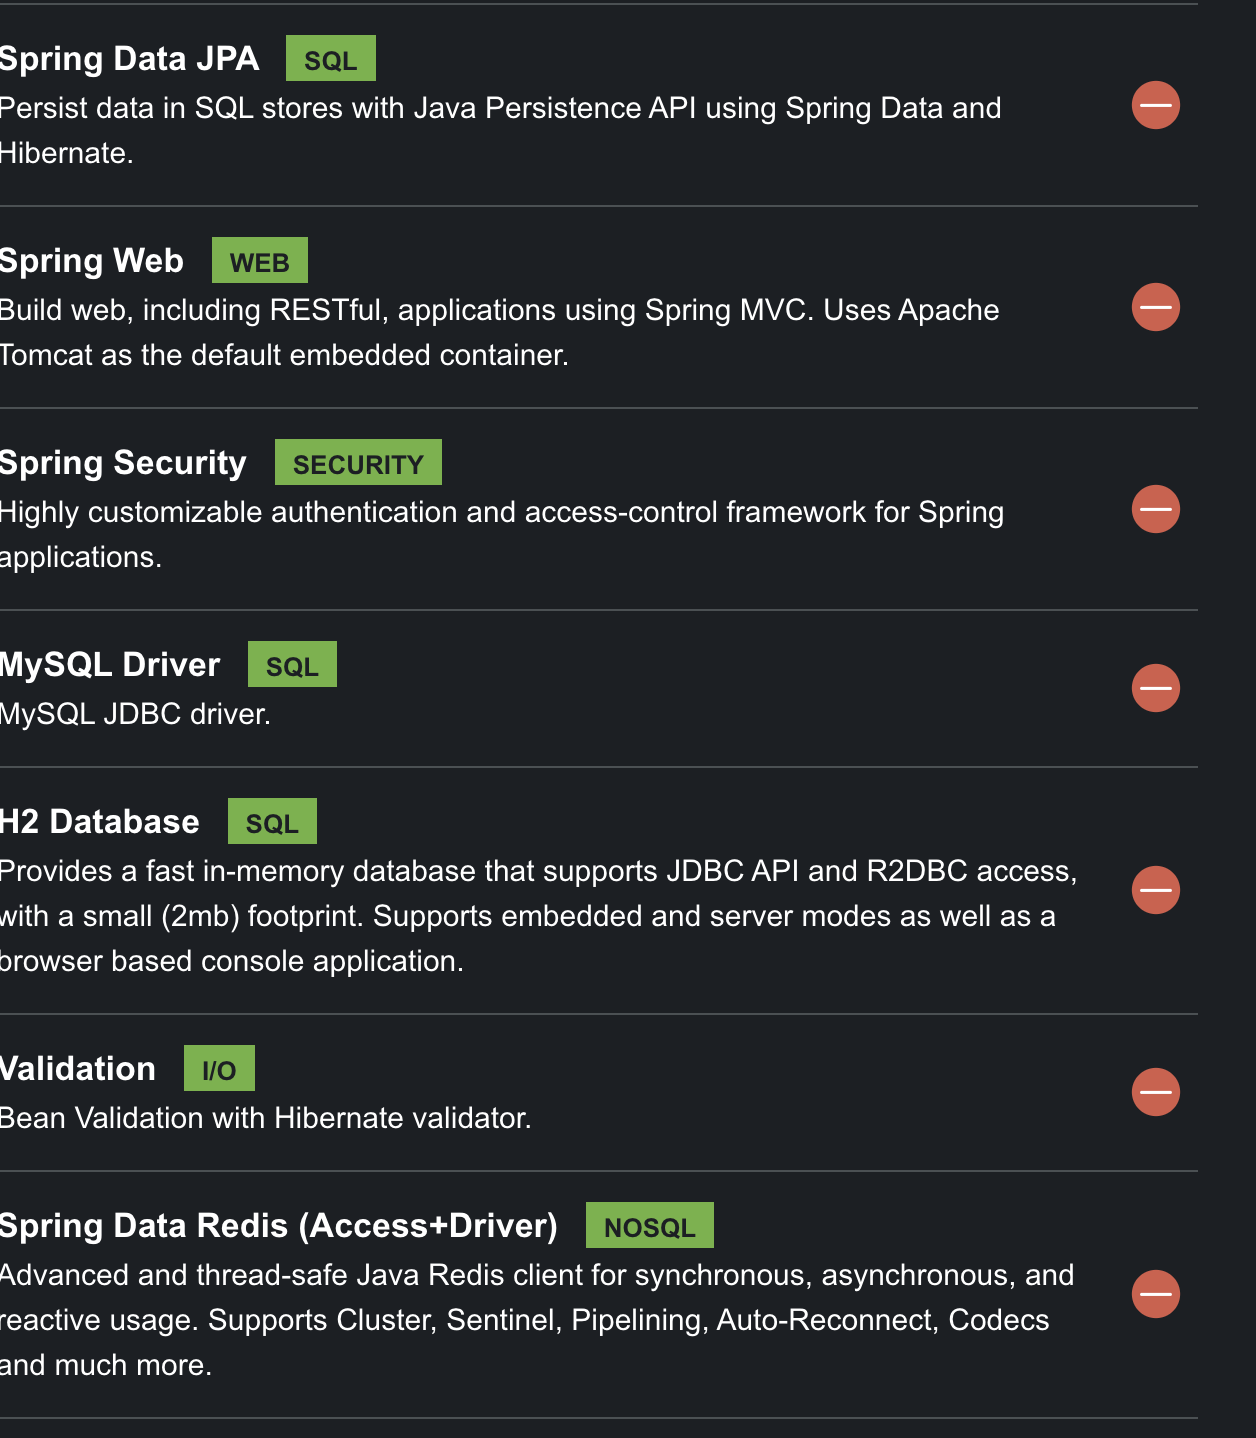 Spring Data JPA SQL
Persist data in SQL stores with Java Persistence API using Spring Data and
Hibernate.
Spring Web WEB
Build web, including RESTful, applications using Spring MVC. Uses Apache
Tomcat as the default embedded container.
Spring Security SECURITY
Highly customizable authentication and access-control framework for Spring
applications.
MySQL Driver SQL
MySQL JDBC driver.
H2 Database SQL
Provides a fast in-memory database that supports JDBC API and R2DBC access,
with a small (2mb) footprint. Supports embedded and server modes as well as a
browser based console application.
Validation I/O
Bean Validation with Hibernate validator.
Spring Data Redis (Access+Driver) NOSQL
Advanced and thread-safe Java Redis client for synchronous, asynchronous, and
reactive usage. Supports Cluster, Sentinel, Pipelining, Auto-Reconnect, Codecs
and much more.